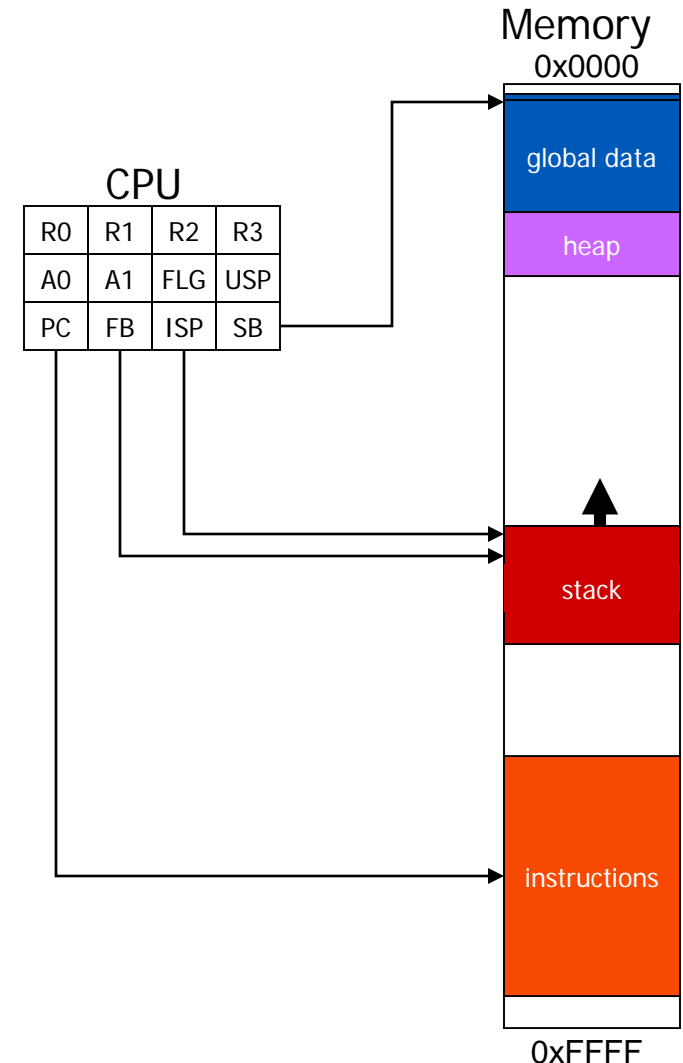 Memory
0x0000
global data
CPU
R0 R1 R2 R3
heap
A0 A1 FLG USP
PC FB ISP SB
stack
instructions
0xFFFF